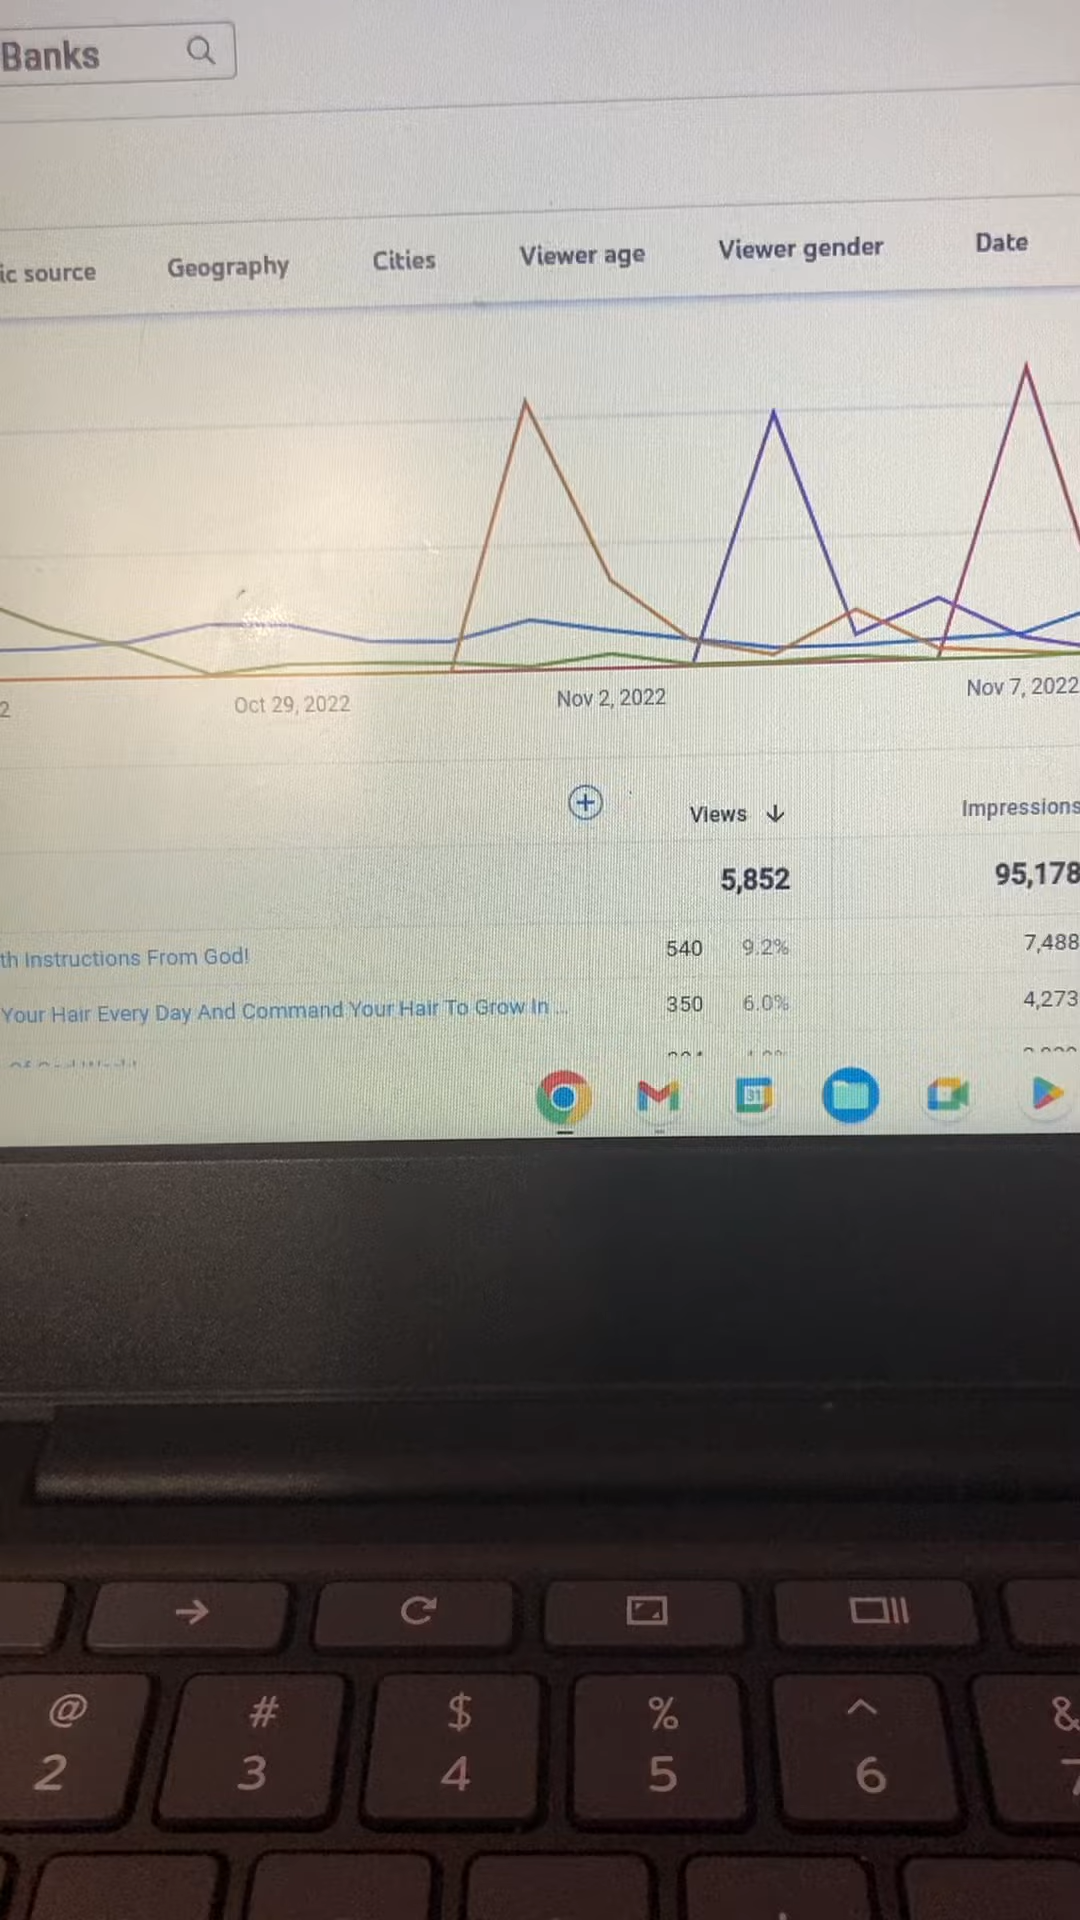 Banks
ic source Geography Cities Viewer age Viewer gender Date
2 Oct 29, 2022 Nov 2, 2022 Nov 7, 2022
Views Impressions
5,852 95,178
th Instructions From God! 540 9.2% 7,488
Your Hair Every Day And Command Your Hair To Grow In ... 350 6.0% 4,273
31
@ # $ % ^ &
2 3 4 5 6 7